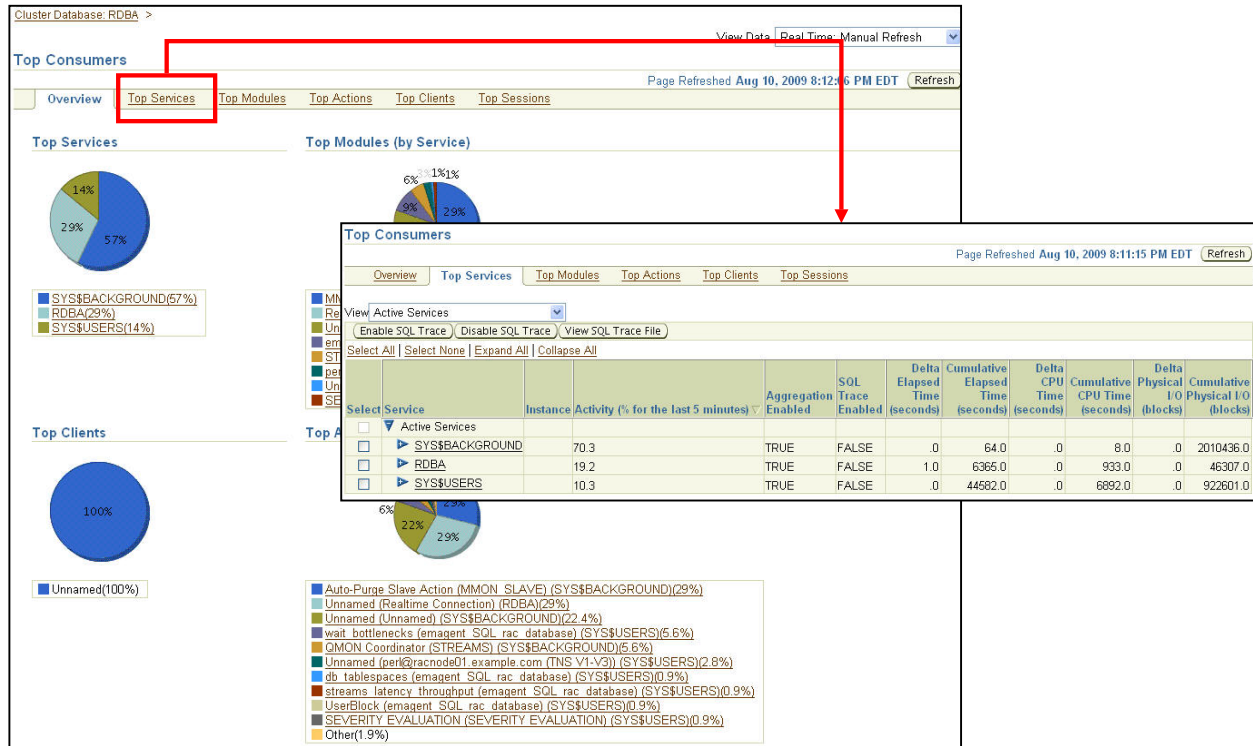 Cluster Database: RDBA >
View Data Real Time: Manual Refresh
Top Consumers
Page Refreshed Aug 10, 2009 8:12:06 PM EDT Refresh
Overview Top Services Top Modules Top Actions Top Clients Top Sessions
Top Services
14%
29%
57%
SYS$BACKGROUND(57%)
RDBA(29%)
SYS$USERS(14%)
Top Modules (by Service)
6% 3% 1% 1%
9% 29%
Top Consumers
Page Refreshed Aug 10, 2009 8:11:15 PM EDT Refresh
Overview Top Services Top Modules Top Actions Top Clients Top Sessions
View Active Services
Enable SQL Trace Disable SQL Trace View SQL Trace File
Select All | Select None | Expand All | Collapse All
Select Service Instance Activity (% for the last 5 minutes) Aggregation Enabled SQL Trace Enabled Delta Elapsed Time (seconds) Cumulative Elapsed Time (seconds) Delta CPU Time (seconds) Cumulative CPU Time (seconds) Delta Physical I/O (blocks) Cumulative Physical I/O (blocks)
Active Services
SYS$BACKGROUND 70.3 TRUE FALSE .0 64.0 .0 8.0 .0 2010436.0
RDBA 19.2 TRUE FALSE 1.0 6365.0 .0 933.0 .0 46307.0
SYS$USERS 10.3 TRUE FALSE .0 44582.0 .0 6892.0 .0 922601.0
Top Clients
100%
Unnamed(100%)
Top A
6% 29%
22%
29%
Auto-Purge Slave Action (MMON_SLAVE) (SYS$BACKGROUND)(29%)
Unnamed (Realtime Connection) (RDBA)(29%)
Unnamed (Unnamed) (SYS$BACKGROUND)(22.4%)
wait_bottlenecks (emagent_SQL_rac_database) (SYS$USERS)(5.6%)
QMON Coordinator (STREAMS) (SYS$BACKGROUND)(5.6%)
Unnamed (perl@racnode01.example.com (TNS V1-V3)) (SYS$USERS)(2.8%)
db_tablespaces (emagent_SQL_rac_database) (SYS$USERS)(0.9%)
streams_latency_throughput (emagent_SQL_rac_database) (SYS$USERS)(0.9%)
UserBlock (emagent_SQL_rac_database) (SYS$USERS)(0.9%)
SEVERITY EVALUATION (SEVERITY EVALUATION) (SYS$USERS)(0.9%)
Other(1.9%)